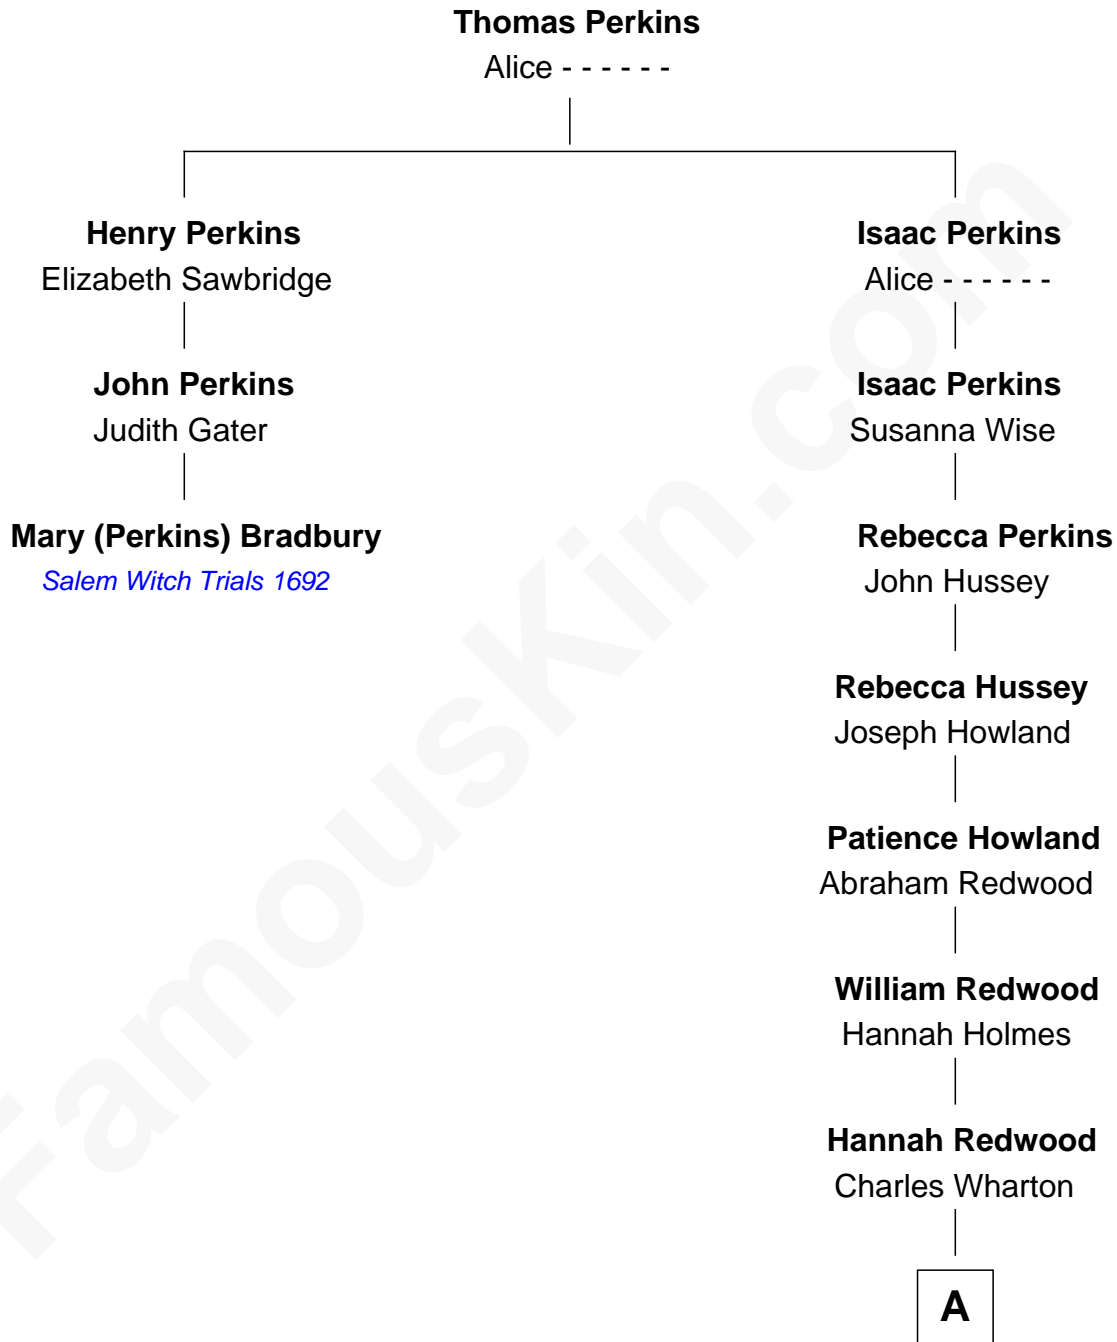 Thomas Perkins
Alice - - - - - -
Henry Perkins
Elizabeth Sawbridge
John Perkins
Judith Gater
Mary (Perkins) Bradbury
Salem Witch Trials 1692
Isaac Perkins
Alice - - - - - -
Isaac Perkins
Susanna Wise
Rebecca Perkins
John Hussey
Rebecca Hussey
Joseph Howland
Patience Howland
Abraham Redwood
William Redwood
Hannah Holmes
Hannah Redwood
Charles Wharton
A
FamousKin.com